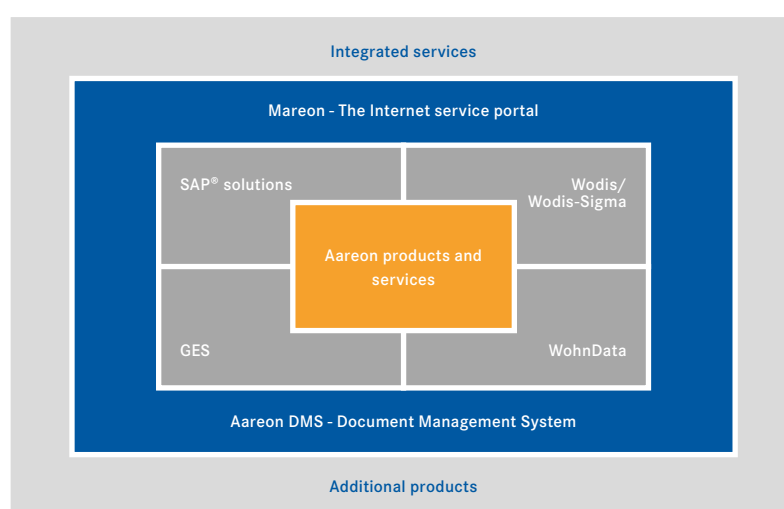 Integrated services
Mareon - The Internet service portal
SAP® solutions
Wodis/
Wodis-Sigma
Aareon products and
services
GES
WohnData
Aareon DMS - Document Management System
Additional products